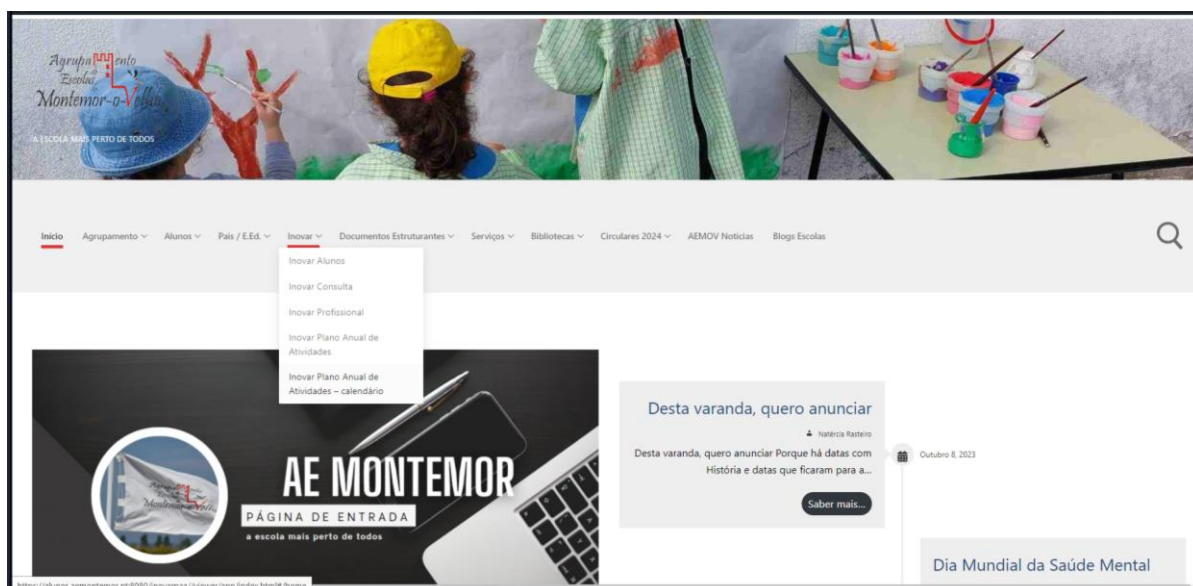 Agrupamento
Escolas
Montemor-o-Velho
A ESCOLA MAIS PERTO DE TODOS
Início Agrupamento Alunos Pais / E.Ed. Inovar Documentos Estruturantes Serviços Bibliotecas Circulares 2024 AEMOV Notícias Blogs Escolas
Inovar Alunos
Inovar Consulta
Inovar Profissional
Inovar Plano Anual de
Atividades
Inovar Plano Anual de
Atividades – calendário
AE MONTEMOR
PÁGINA DE ENTRADA
a escola mais perto de todos
Desta varanda, quero anunciar
Natércia Rasteiro
Desta varanda, quero anunciar Porque há datas com
História e datas que ficaram para a...
Saber mais...
Outubro 8, 2023
Dia Mundial da Saúde Mental